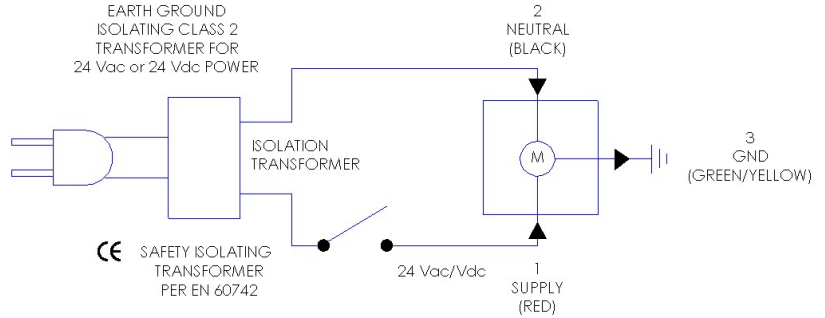 EARTH GROUND
ISOLATING CLASS 2
TRANSFORMER FOR
24 Vac or 24 Vdc POWER
2
NEUTRAL
(BLACK)
ISOLATION
TRANSFORMER
M
3
GND
(GREEN/YELLOW)
CE
SAFETY ISOLATING
TRANSFORMER
PER EN 60742
24 Vac/Vdc
1
SUPPLY
(RED)